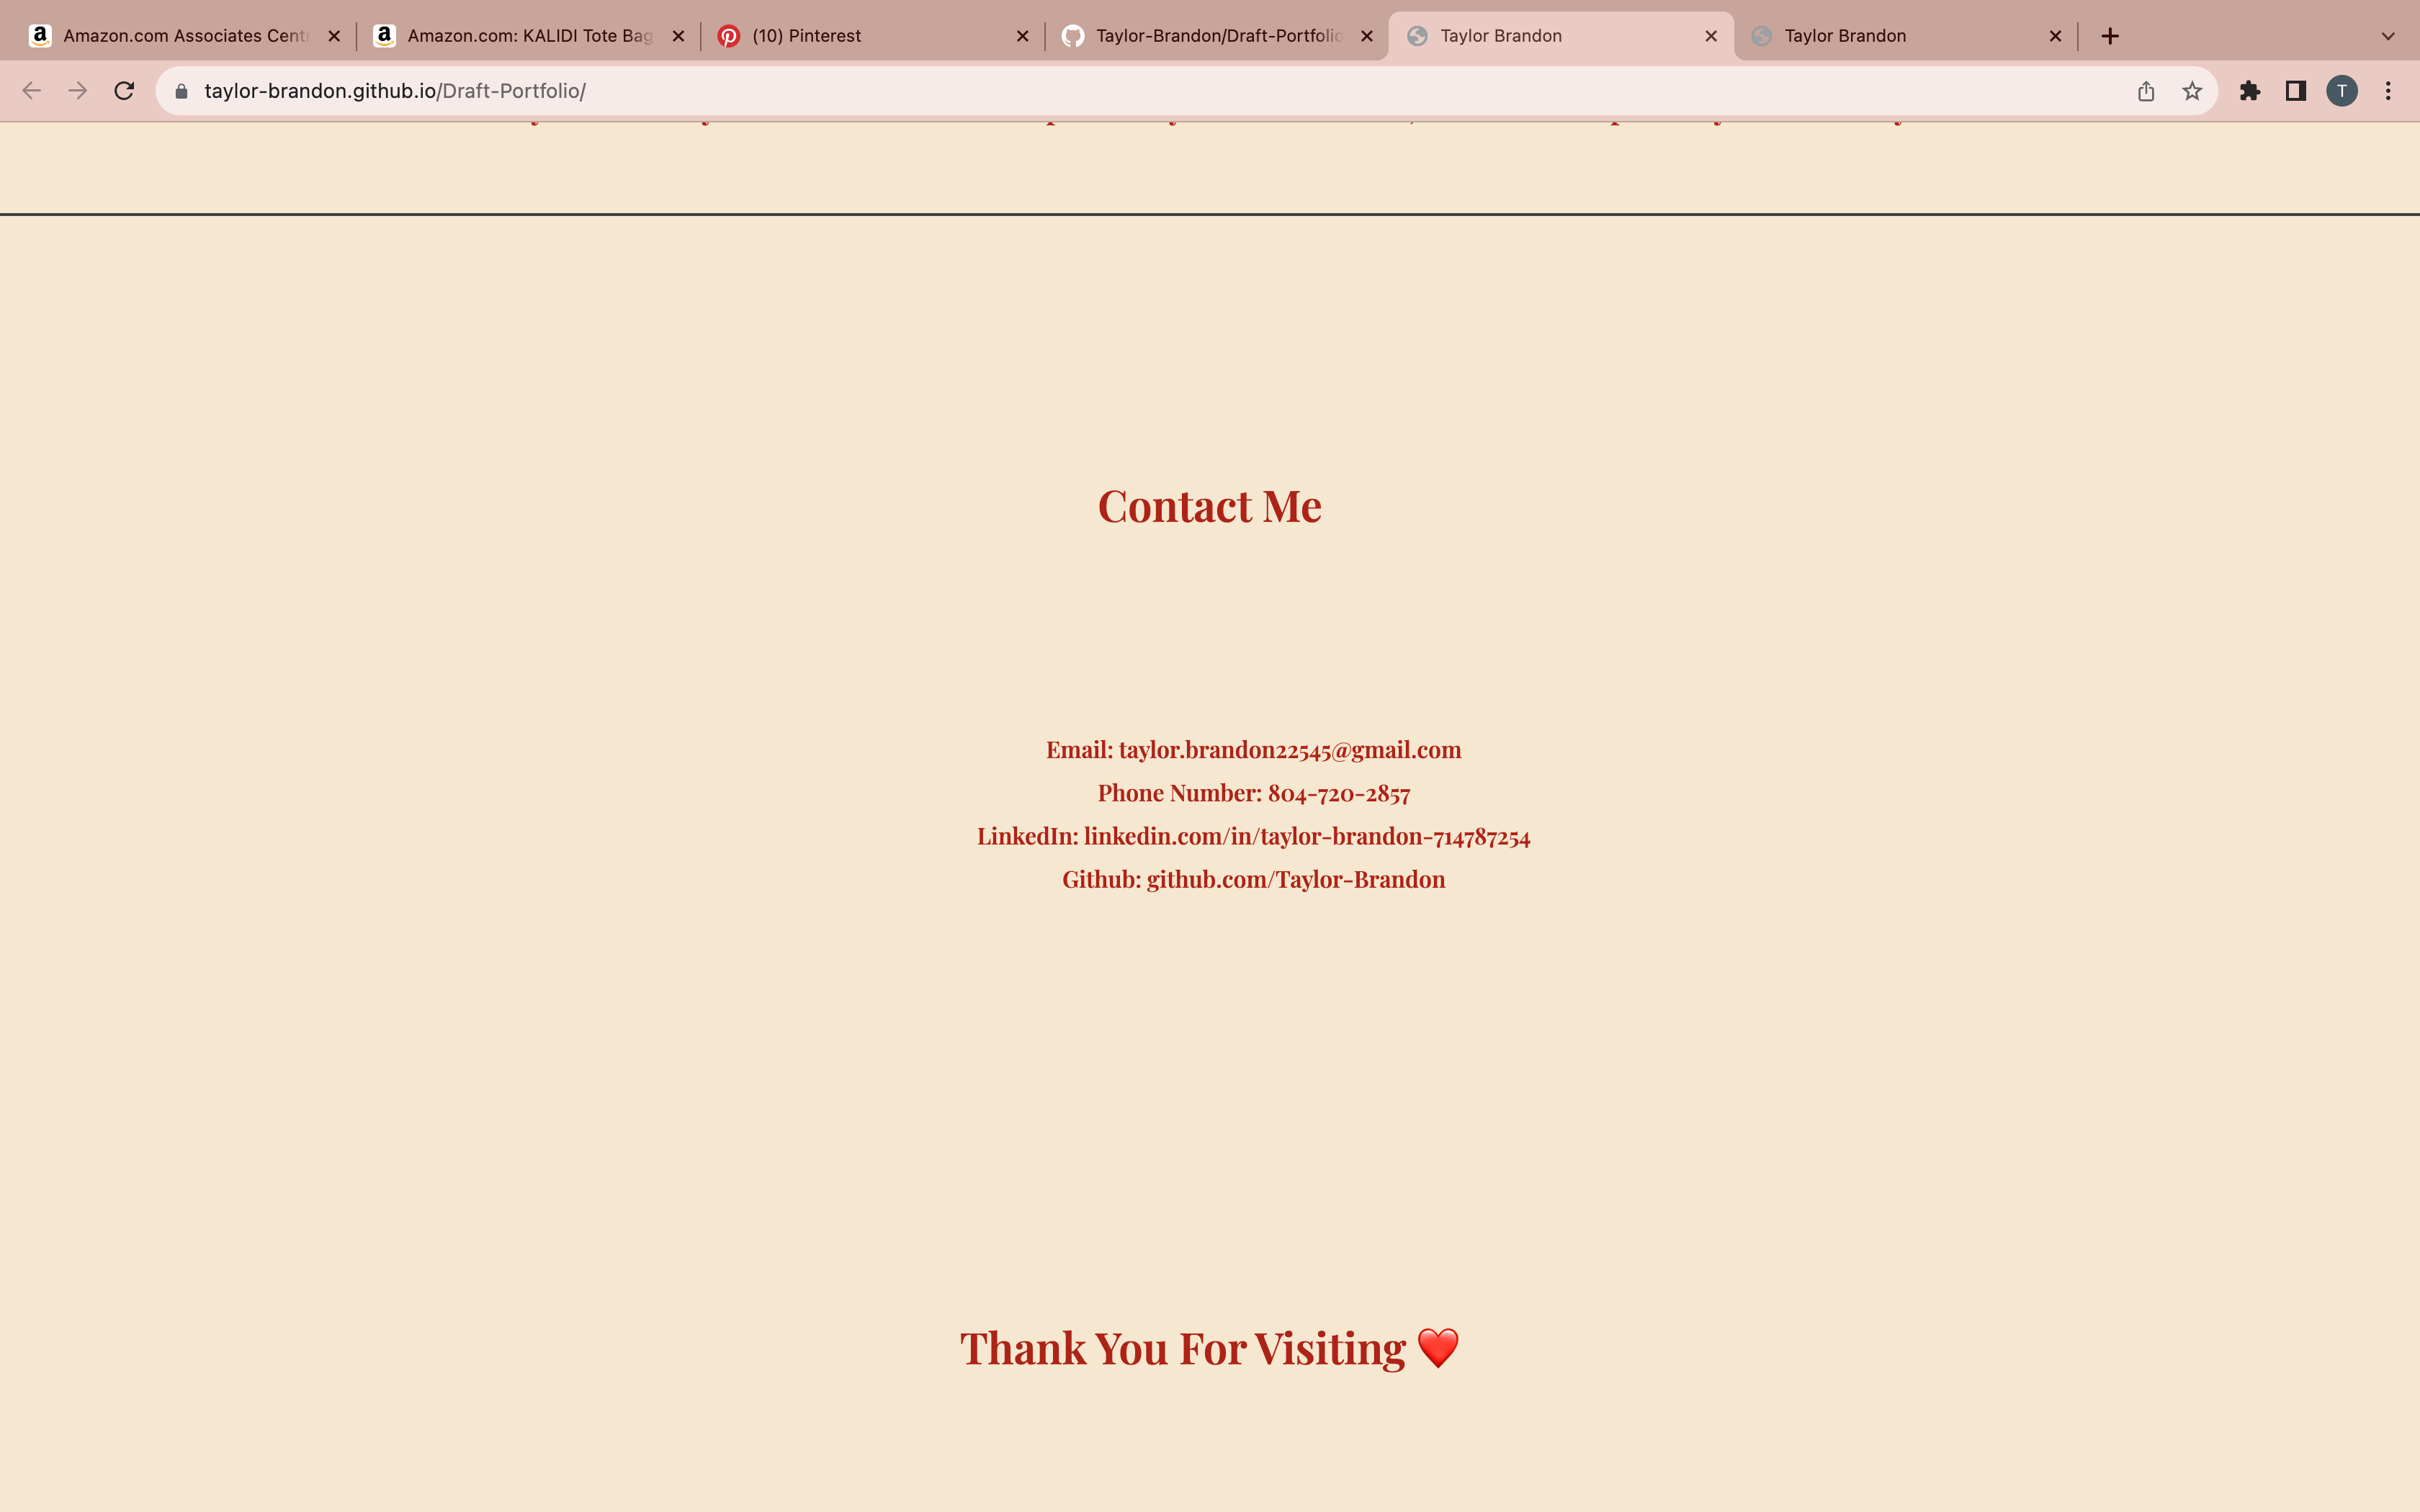 Amazon.com Associates Cent
Amazon.com: KALIDI Tote Bag
(10) Pinterest
Taylor-Brandon/Draft-Portfolio
Taylor Brandon
Taylor Brandon
taylor-brandon.github.io/Draft-Portfolio/
T
Contact Me
Email: taylor.brandon22545@gmail.com
Phone Number: 804-720-2857
LinkedIn: linkedin.com/in/taylor-brandon-714787254
Github: github.com/Taylor-Brandon
Thank You For Visiting ❤️